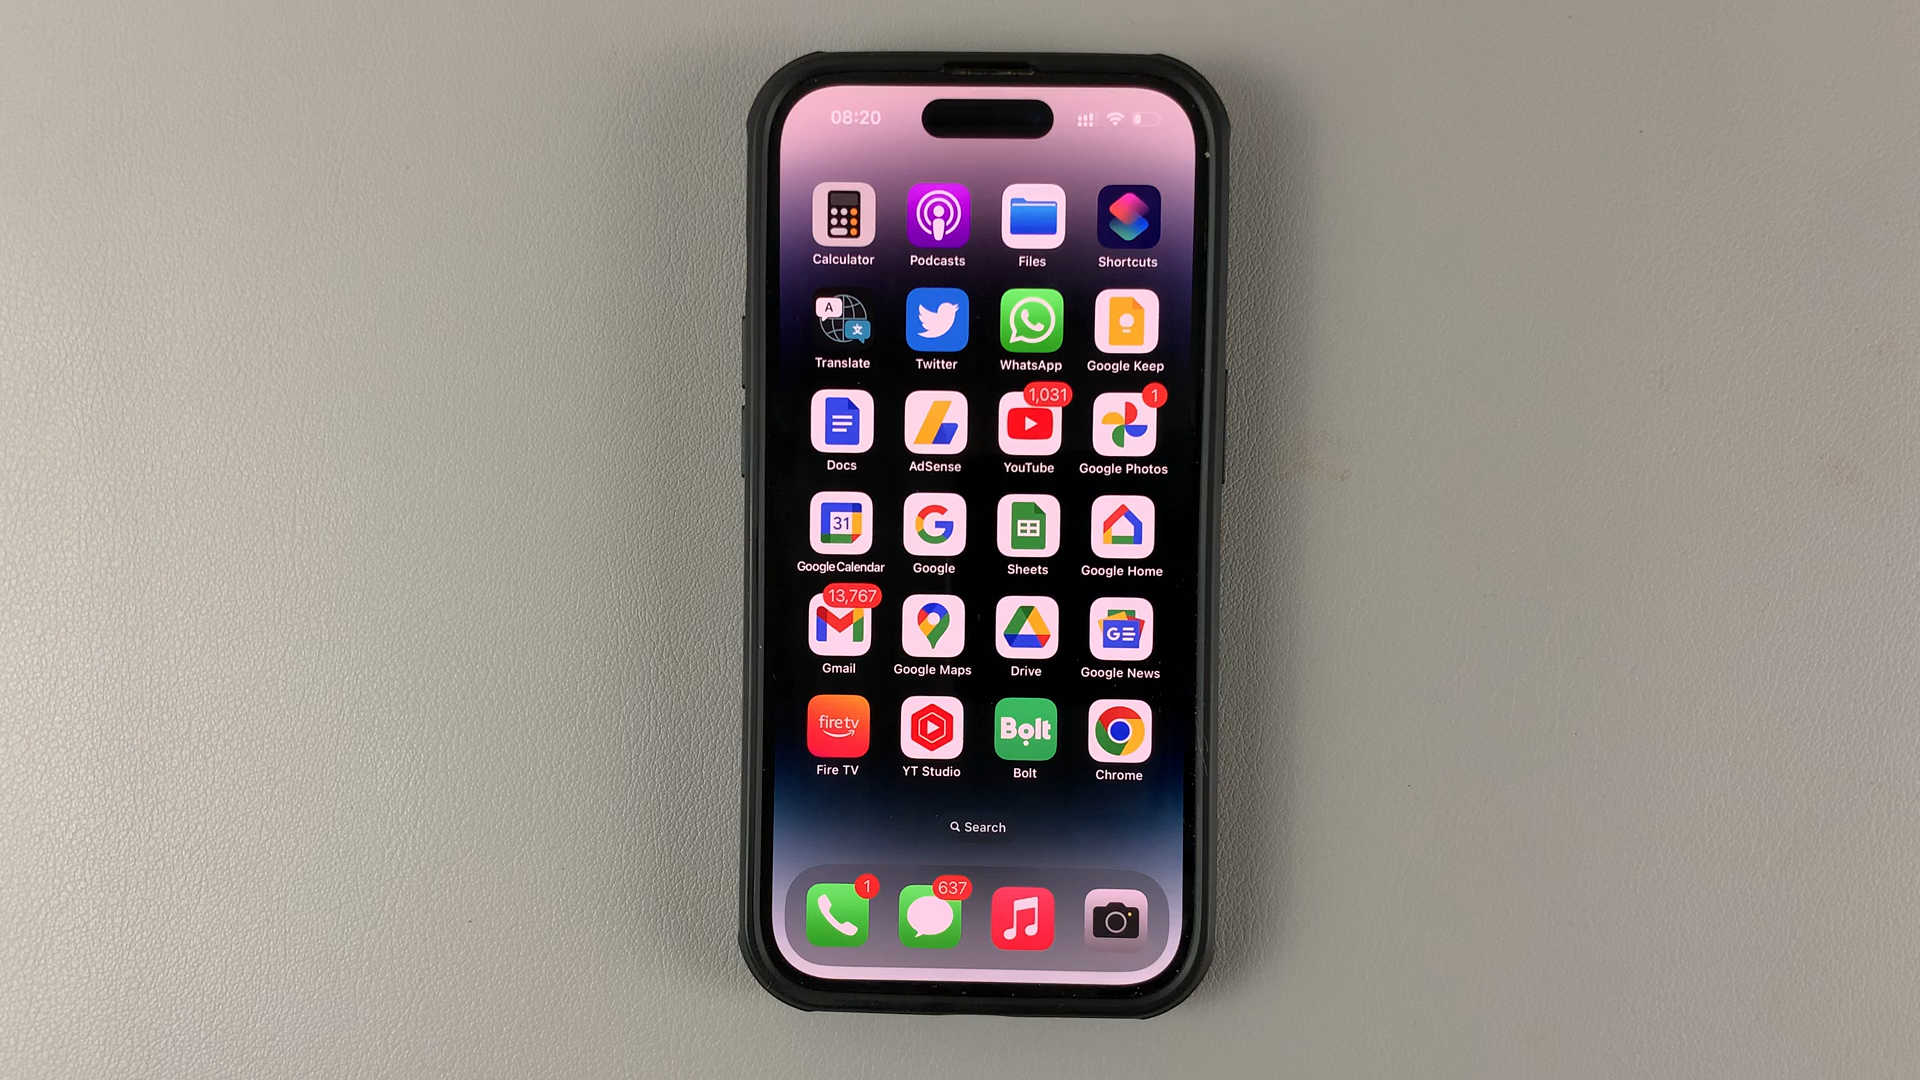 08:20
Calculator Podcasts Files Shortcuts
A 文
Translate Twitter WhatsApp Google Keep
1,031 1
Docs AdSense YouTube Google Photos
31 G
Google Calendar Google Sheets Google Home
13,767
GE
Gmail Google Maps Drive Google News
fire tv Bolt
Fire TV YT Studio Bolt Chrome
Search
1 637